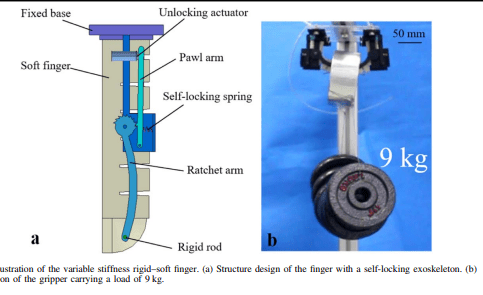 Fixed base
Unlocking actuator
50 mm
Soft finger
Pawl arm
Self-locking spring
9 kg
Ratchet arm
a
b
Rigid rod
ustration of the variable stiffness rigid–soft finger. (a) Structure design of the finger with a self-locking exoskeleton. (b)
on of the gripper carrying a load of 9 kg.